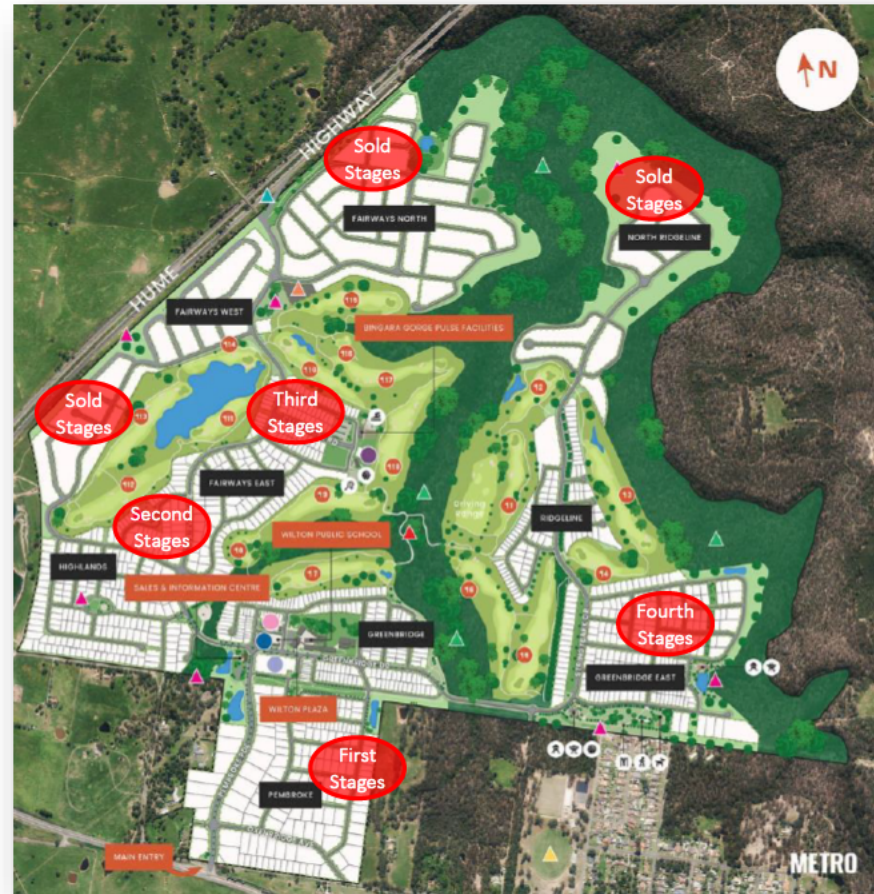 N
HIGHWAY
HUME
Sold
Stages
Sold
Stages
FAIRWAYS NORTH
NORTH RIDGELINE
FAIRWAYS WEST
BINGARA GORGE PULSE FACILITIES
Sold
Stages
Third
Stages
FAIRWAYS EAST
Second
Stages
Driving
Range
RIDGELINE
WILTON PUBLIC SCHOOL
HIGHLANDS
SALES & INFORMATION CENTRE
Fourth
Stages
GREENBRIDGE
GREENBRIDGE EAST
WILTON PLAZA
First
Stages
PEMBROKE
MAIN ENTRY
METRO